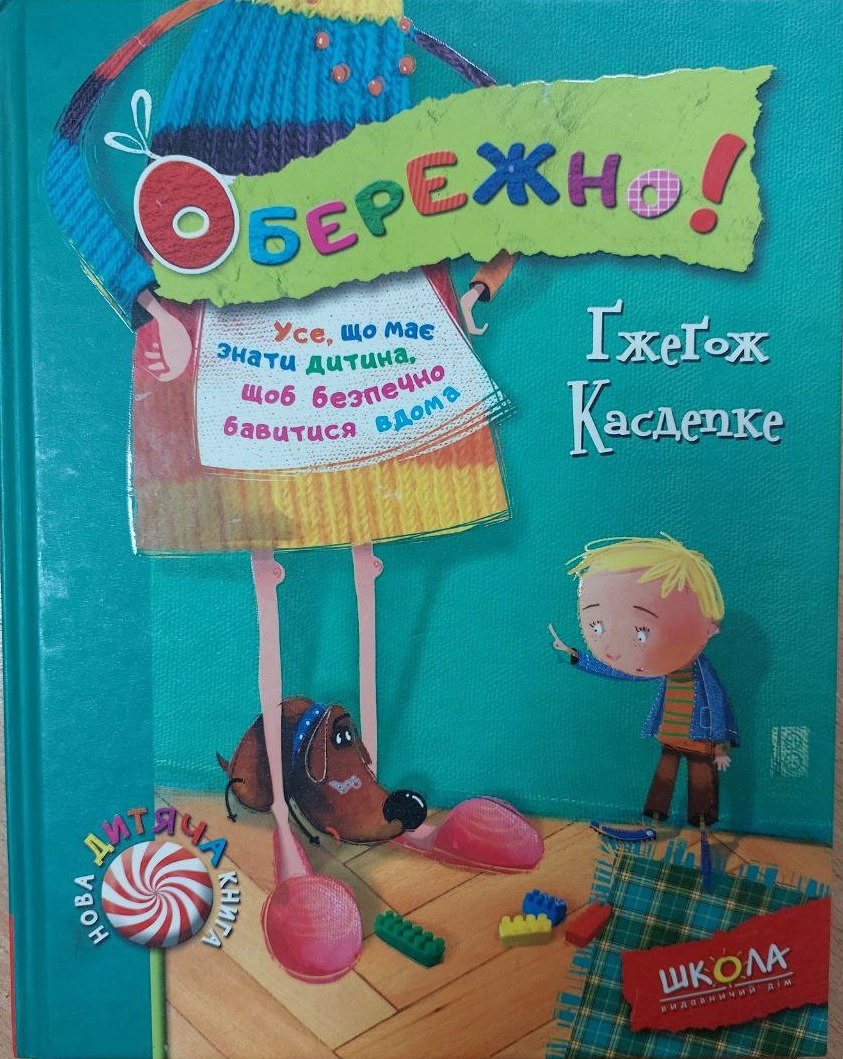 Обережно!
Усе, що має
знати дитина,
щоб безпечно
бавитися вдома
Ґжеґож
Касдепке
НОВА ДИТЯЧА КНИГА
ШКОЛА
ВИДАВНИЧИЙ ДІМ